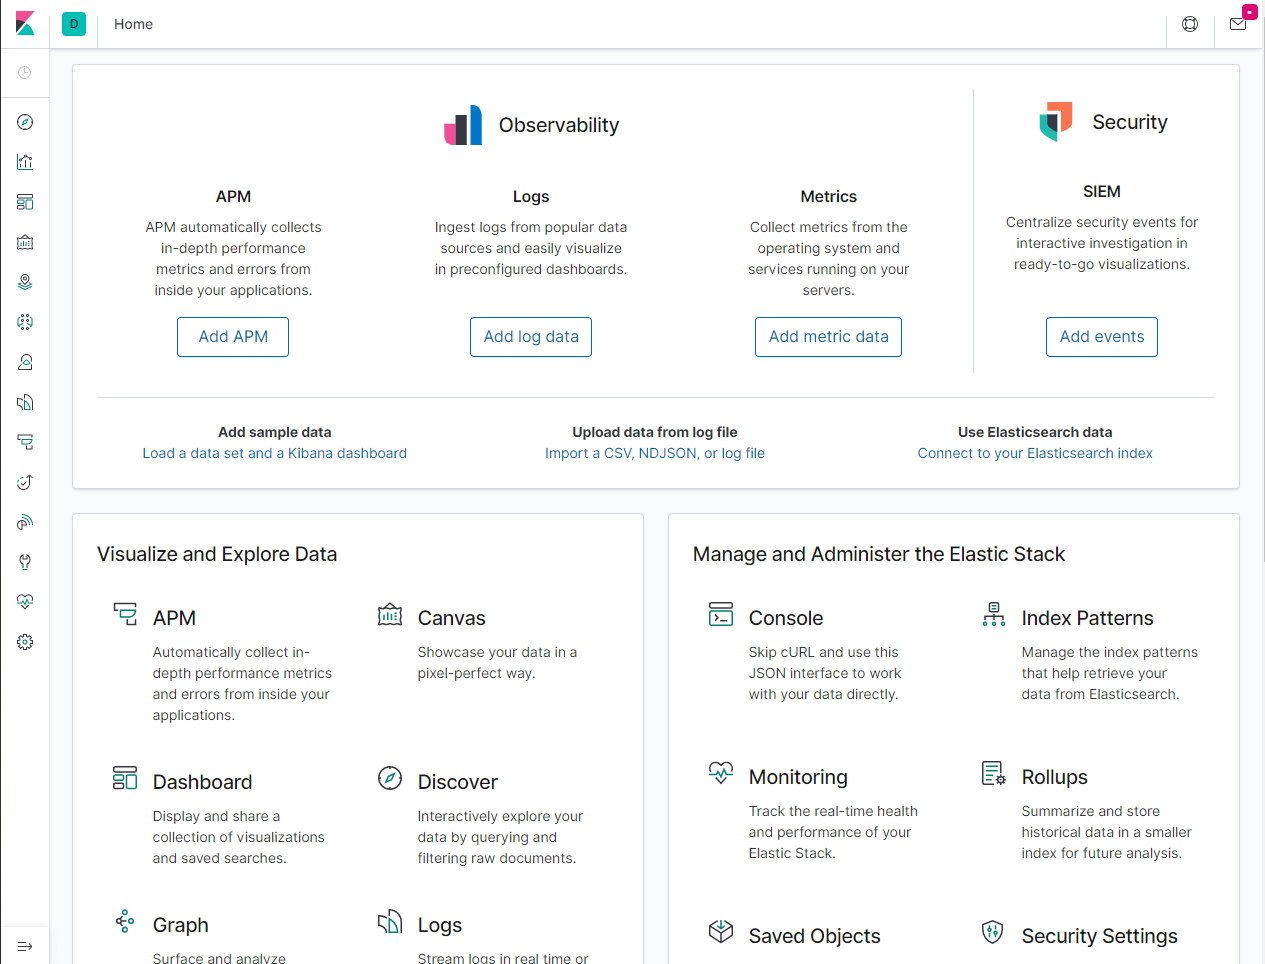 D Home
Observability
Security
APM
APM automatically collects
in-depth performance
metrics and errors from
inside your applications.
Add APM
Logs
Ingest logs from popular data
sources and easily visualize
in preconfigured dashboards.
Add log data
Metrics
Collect metrics from the
operating system and
services running on your
servers.
Add metric data
SIEM
Centralize security events for
interactive investigation in
ready-to-go visualizations.
Add events
Add sample data
Load a data set and a Kibana dashboard
Upload data from log file
Import a CSV, NDJSON, or log file
Use Elasticsearch data
Connect to your Elasticsearch index
Visualize and Explore Data
APM
Automatically collect in-
depth performance metrics
and errors from inside your
applications.
Canvas
Showcase your data in a
pixel-perfect way.
Dashboard
Display and share a
collection of visualizations
and saved searches.
Discover
Interactively explore your
data by querying and
filtering raw documents.
Graph
Surface and analyze
Logs
Stream logs in real time or
Manage and Administer the Elastic Stack
Console
Skip cURL and use this
JSON interface to work
with your data directly.
Index Patterns
Manage the index patterns
that help retrieve your
data from Elasticsearch.
Monitoring
Track the real-time health
and performance of your
Elastic Stack.
Rollups
Summarize and store
historical data in a smaller
index for future analysis.
Saved Objects
Security Settings